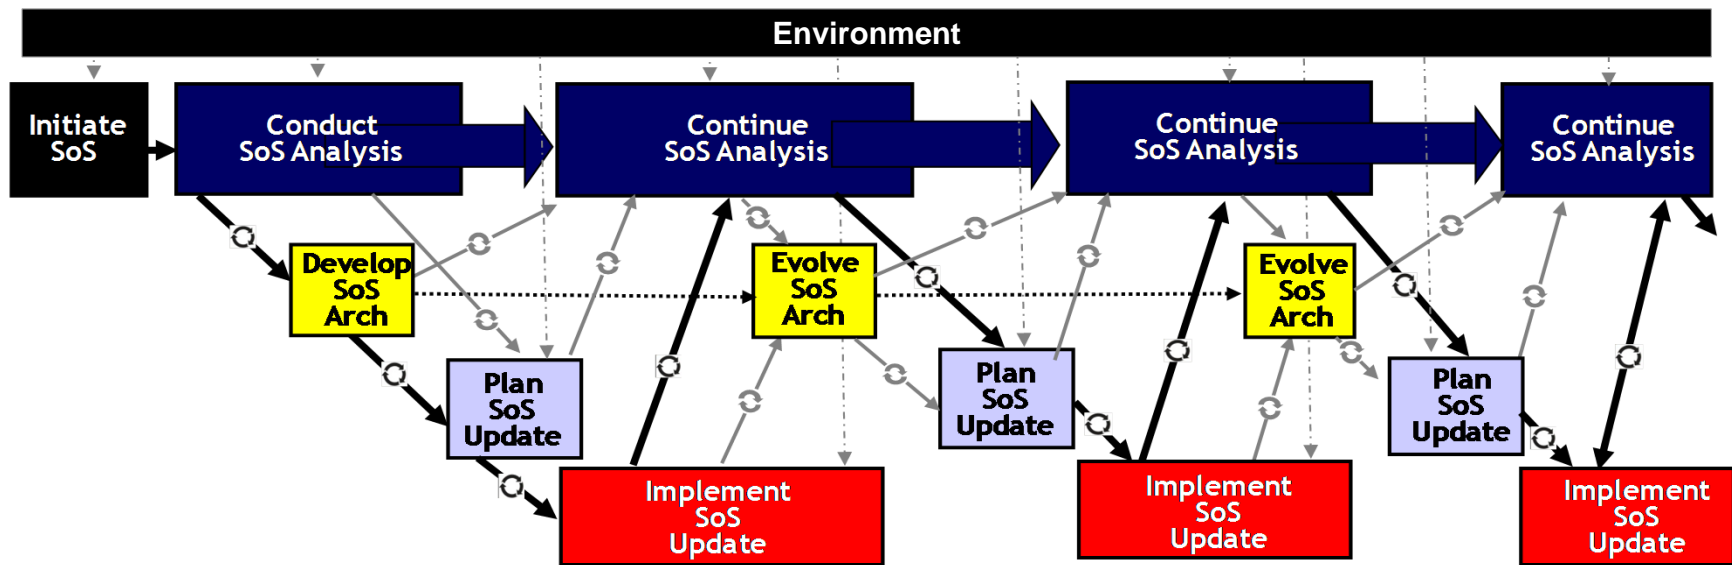 Environment
Initiate
SoS
Conduct
SoS Analysis
Continue
SoS Analysis
Continue
SoS Analysis
Continue
SoS Analysis
Develop
SoS
Arch
Evolve
SoS
Arch
Evolve
SoS
Arch
Plan
SoS
Update
Plan
SoS
Update
Plan
SoS
Update
Implement
SoS
Update
Implement
SoS
Update
Implement
SoS
Update